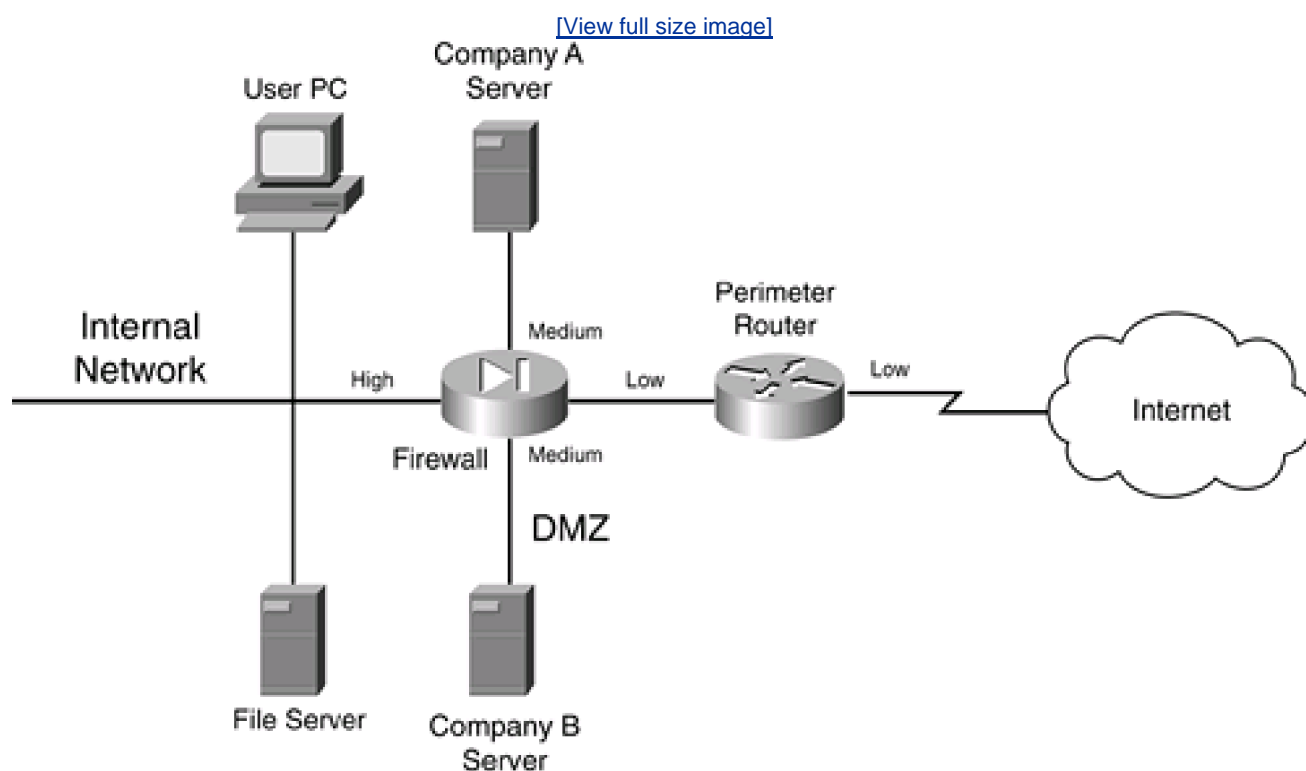 [View full size image]
Company A
Server
User PC
Perimeter
Router
Internal
Network
Medium
High
Low
Low
Internet
Firewall
Medium
DMZ
File Server
Company B
Server